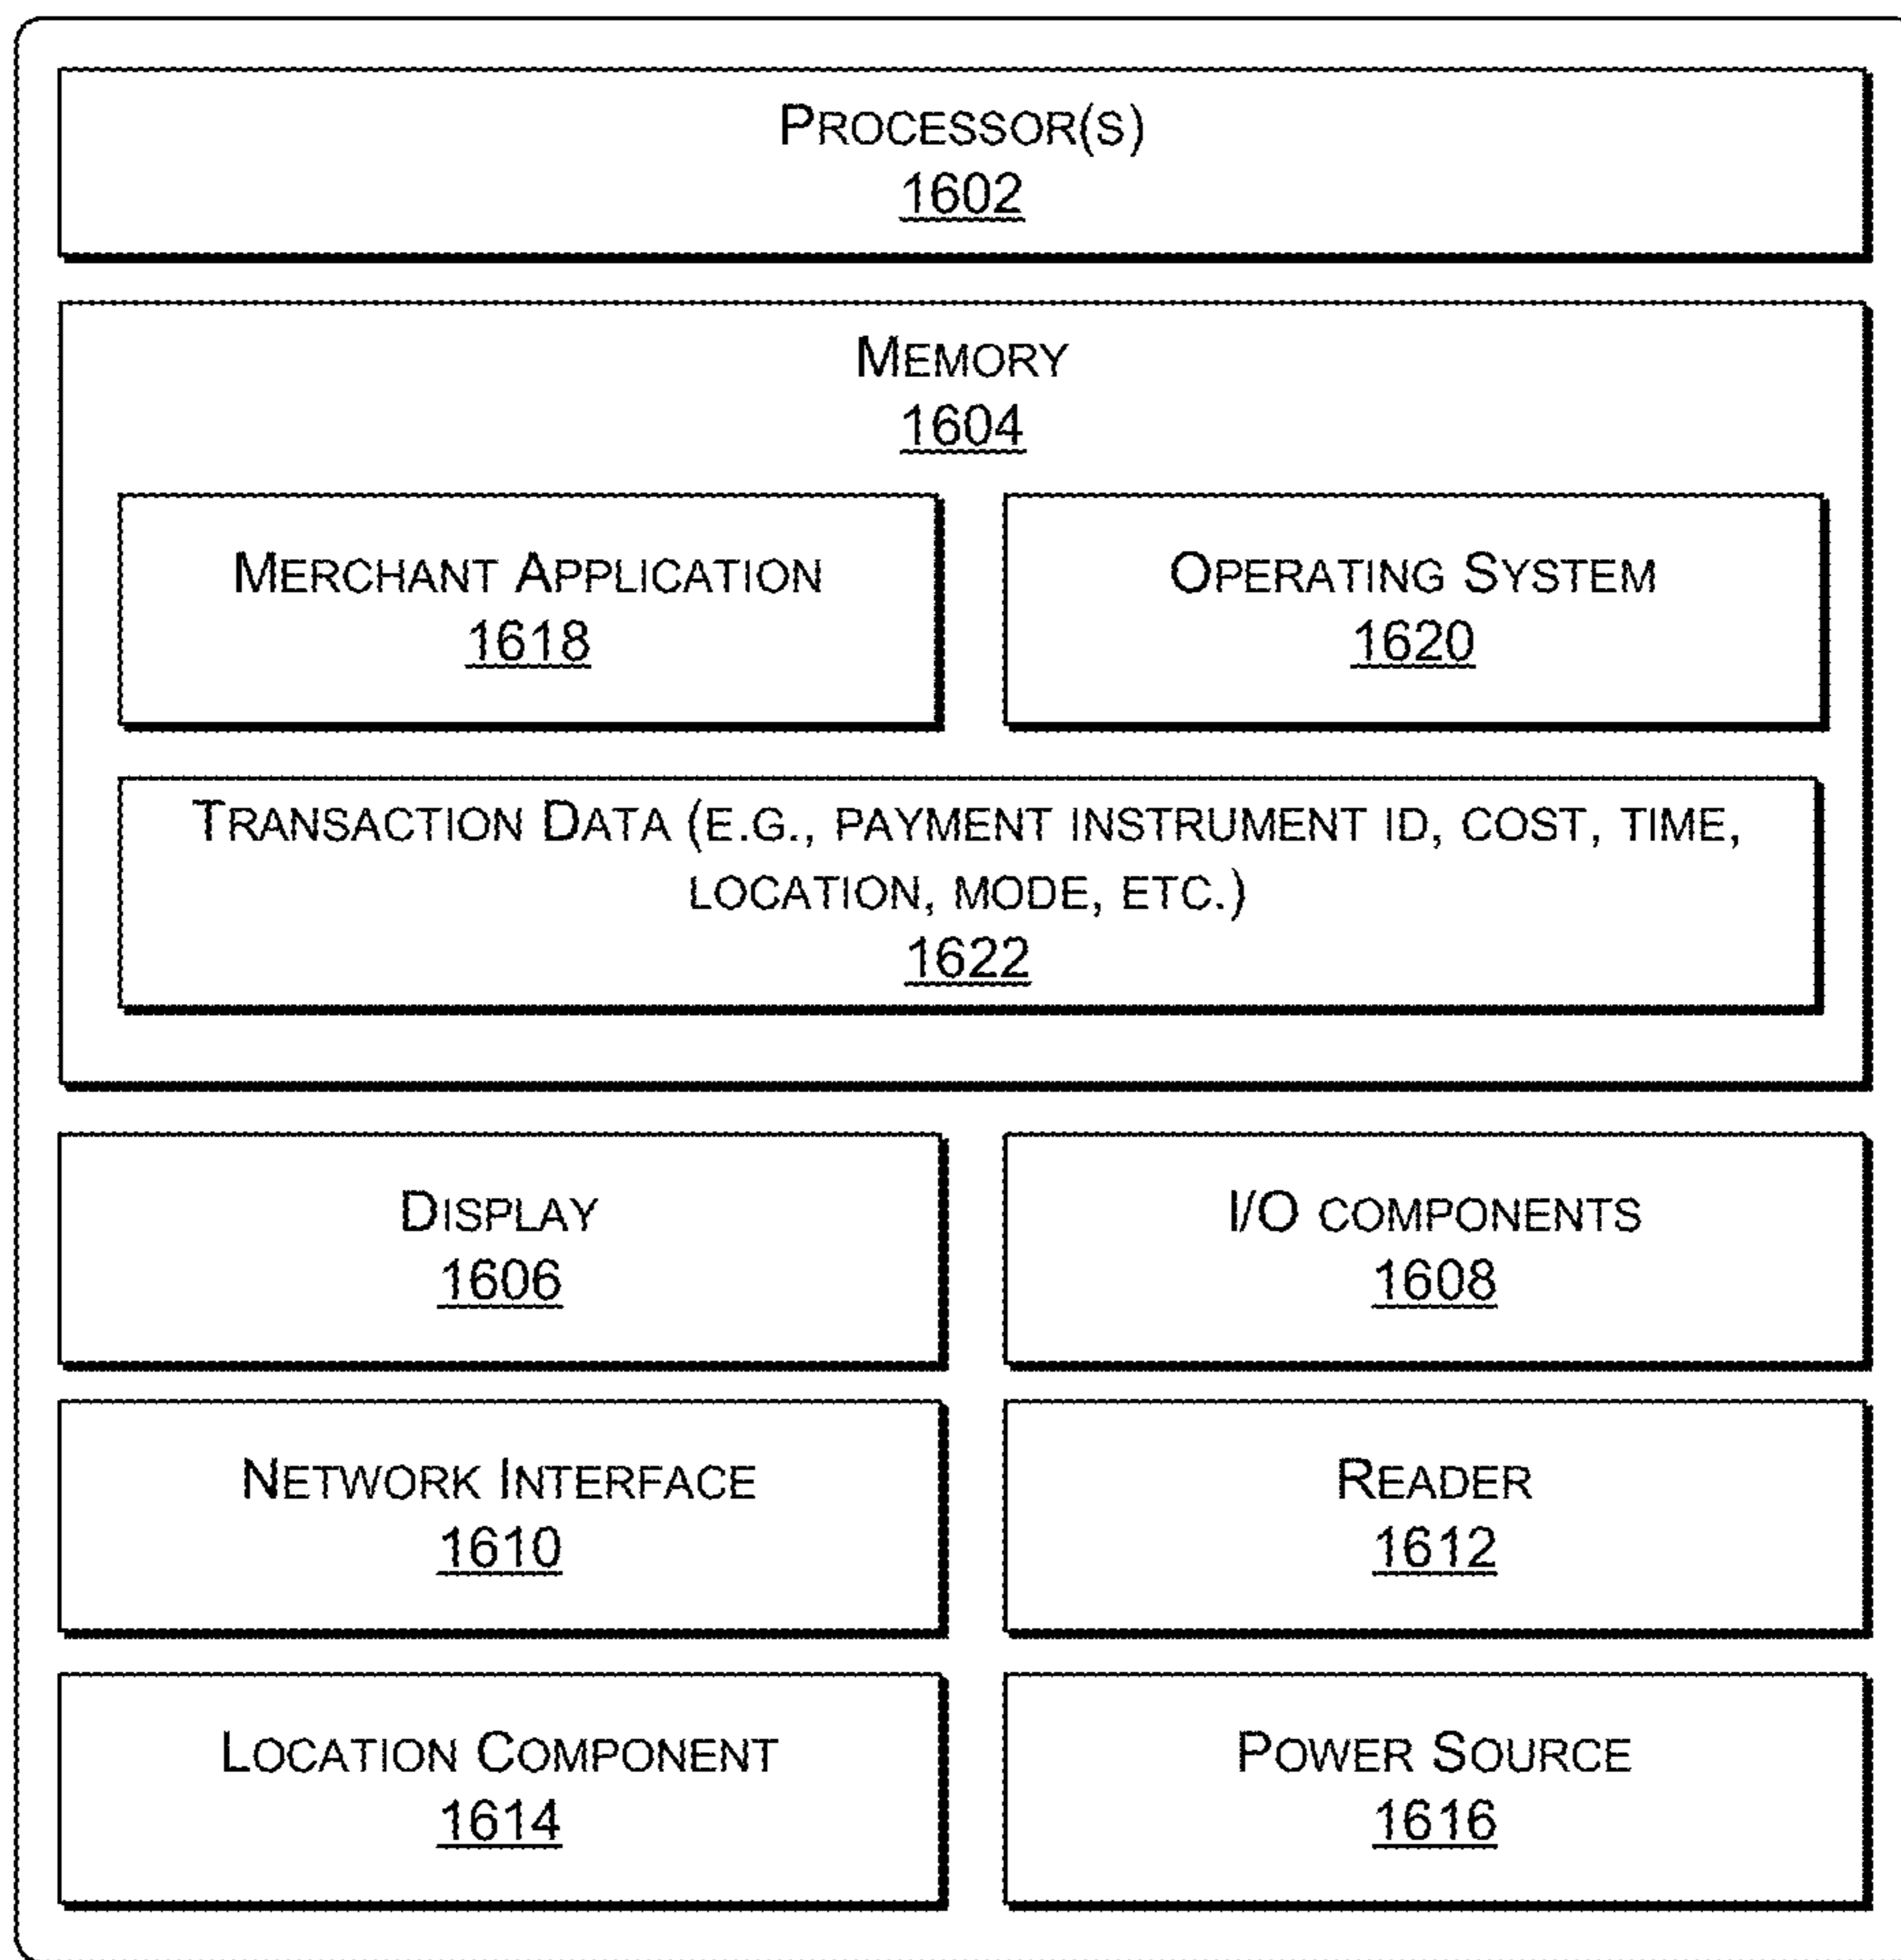 PROCESSOR(S)
1602
MEMORY
1604
MERCHANT APPLICATION
1618
OPERATING SYSTEM
1620
TRANSACTION DATA (E.G., PAYMENT INSTRUMENT ID, COST, TIME,
LOCATION, MODE, ETC.)
1622
DISPLAY
1606
I/O COMPONENTS
1608
NETWORK INTERFACE
1610
READER
1612
LOCATION COMPONENT
1614
POWER SOURCE
1616